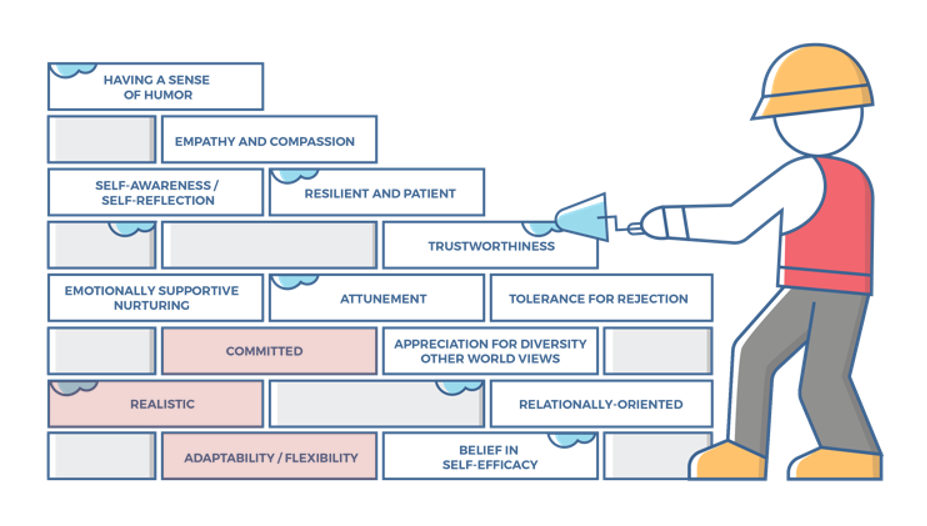 HAVING A SENSE
OF HUMOR
EMPATHY AND COMPASSION
SELF-AWARENESS /
SELF-REFLECTION
RESILIENT AND PATIENT
TRUSTWORTHINESS
EMOTIONALLY SUPPORTIVE
NURTURING
ATTUNEMENT
TOLERANCE FOR REJECTION
COMMITTED
APPRECIATION FOR DIVERSITY
OTHER WORLD VIEWS
REALISTIC
RELATIONALLY-ORIENTED
ADAPTABILITY / FLEXIBILITY
BELIEF IN
SELF-EFFICACY